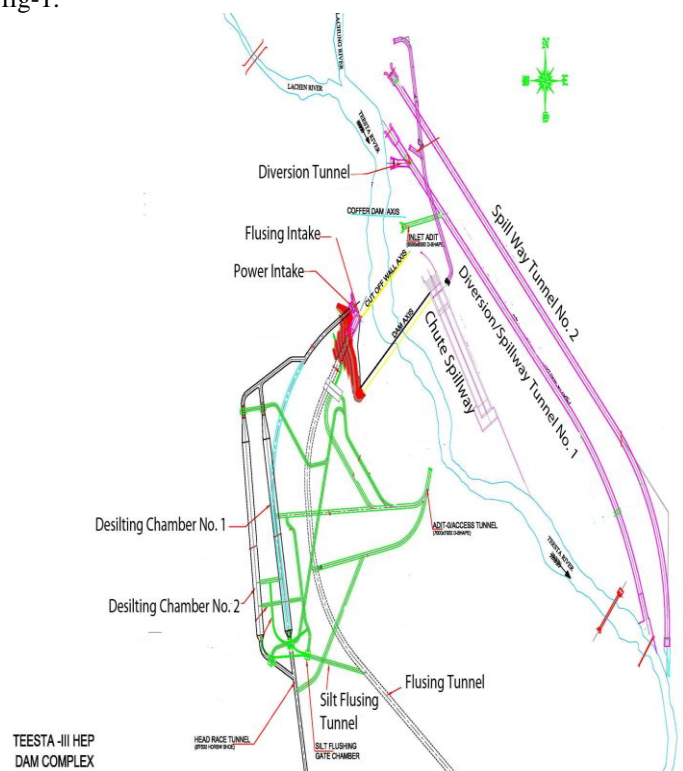 fig-1.
LACHUNG RIVER
LACHEN RIVER
TEESTA RIVER
Diversion Tunnel
COFFER DAM AXIS
Flusing Intake
INLET ADIT
Power Intake
CUT OFF WALL AXIS
DAM AXIS
Chute Spillway
Spill Way Tunnel No. 2
Diversion/Spillway Tunnel No. 1
Desilting Chamber No. 1
ADIT-0/ACCESS TUNNEL
TEESTA RIVER
Desilting Chamber No. 2
Flusing Tunnel
Silt Flusing
Tunnel
HEAD RACE TUNNEL
SILT FLUSHING
GATE CHAMBER
TEESTA -III HEP
DAM COMPLEX